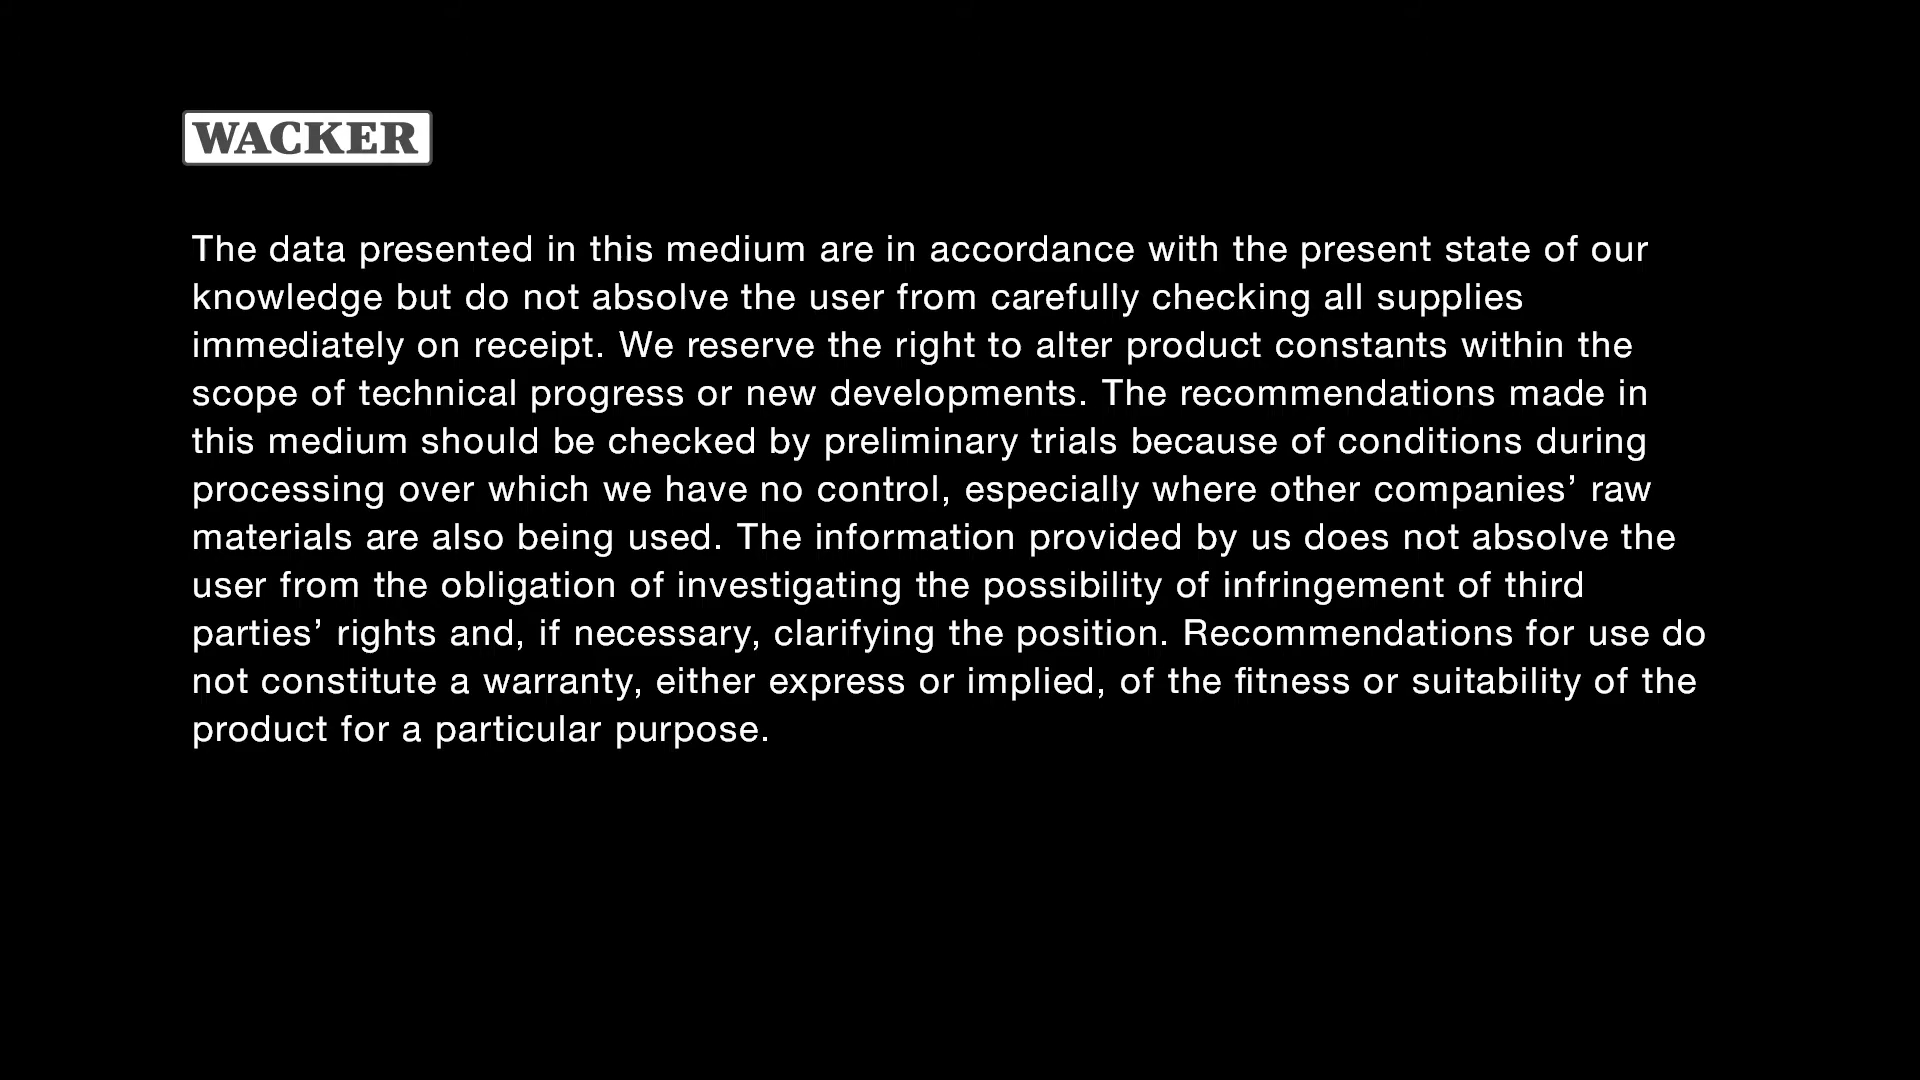 WACKER
The data presented in this medium are in accordance with the present state of our
knowledge but do not absolve the user from carefully checking all supplies
immediately on receipt. We reserve the right to alter product constants within the
scope of technical progress or new developments. The recommendations made in
this medium should be checked by preliminary trials because of conditions during
processing over which we have no control, especially where other companies’ raw
materials are also being used. The information provided by us does not absolve the
user from the obligation of investigating the possibility of infringement of third
parties’ rights and, if necessary, clarifying the position. Recommendations for use do
not constitute a warranty, either express or implied, of the fitness or suitability of the
product for a particular purpose.